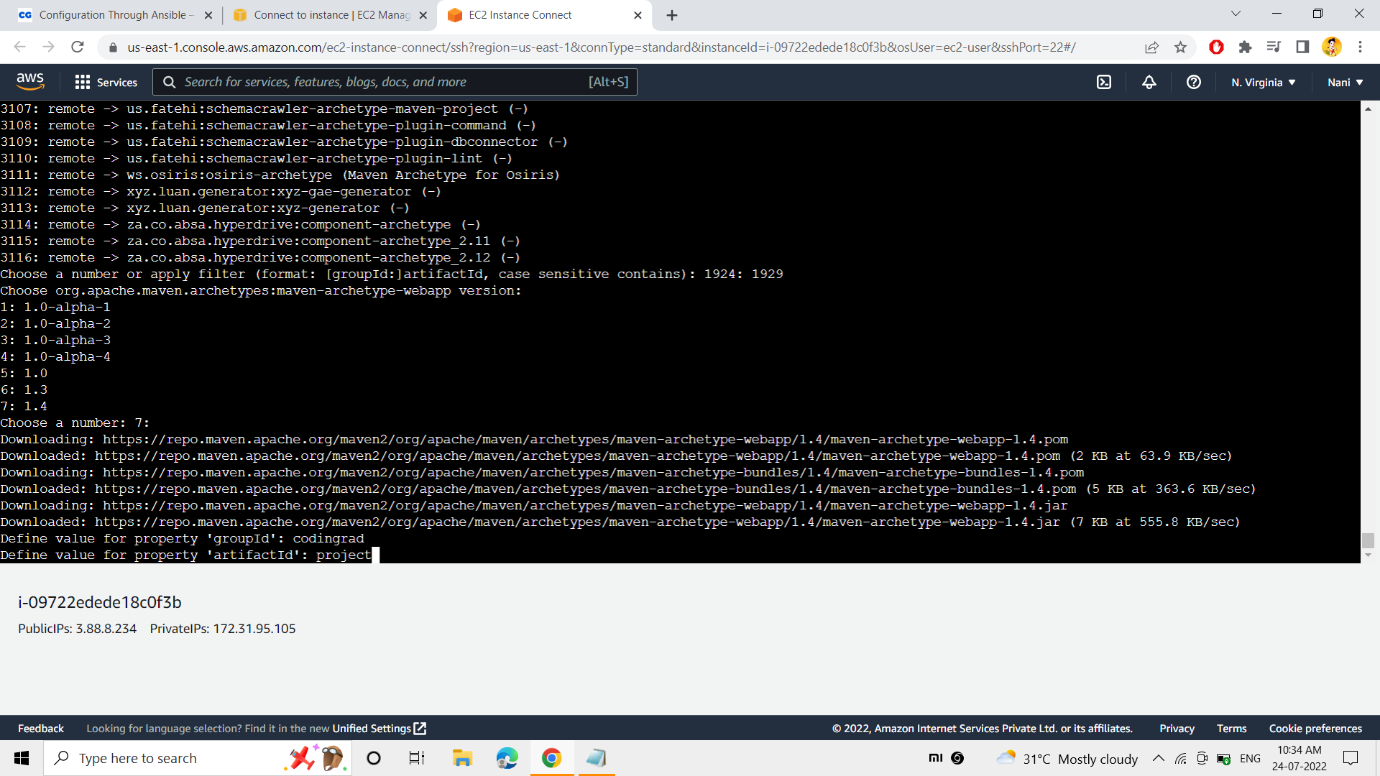 Configuration Through Ansible –
Connect to instance | EC2 Manag
EC2 Instance Connect
us-east-1.console.aws.amazon.com/ec2-instance-connect/ssh?region=us-east-1&connType=standard&instanceId=i-09722edede18c0f3b&osUser=ec2-user&sshPort=22#/
aws
Services
Search for services, features, blogs, docs, and more
[Alt+S]
N. Virginia
Nani
3107: remote -> us.fatehi:schemacrawler-archetype-maven-project (-)
3108: remote -> us.fatehi:schemacrawler-archetype-plugin-command (-)
3109: remote -> us.fatehi:schemacrawler-archetype-plugin-dbconnector (-)
3110: remote -> us.fatehi:schemacrawler-archetype-plugin-lint (-)
3111: remote -> ws.osiris:osiris-archetype (Maven Archetype for Osiris)
3112: remote -> xyz.luan.generator:xyz-gae-generator (-)
3113: remote -> xyz.luan.generator:xyz-generator (-)
3114: remote -> za.co.absa.hyperdrive:component-archetype (-)
3115: remote -> za.co.absa.hyperdrive:component-archetype_2.11 (-)
3116: remote -> za.co.absa.hyperdrive:component-archetype_2.12 (-)
Choose a number or apply filter (format: [groupId:]artifactId, case sensitive contains): 1924: 1929
Choose org.apache.maven.archetypes:maven-archetype-webapp version:
1: 1.0-alpha-1
2: 1.0-alpha-2
3: 1.0-alpha-3
4: 1.0-alpha-4
5: 1.0
6: 1.3
7: 1.4
Choose a number: 7:
Downloading: https://repo.maven.apache.org/maven2/org/apache/maven/archetypes/maven-archetype-webapp/1.4/maven-archetype-webapp-1.4.pom
Downloaded: https://repo.maven.apache.org/maven2/org/apache/maven/archetypes/maven-archetype-webapp/1.4/maven-archetype-webapp-1.4.pom (2 KB at 63.9 KB/sec)
Downloading: https://repo.maven.apache.org/maven2/org/apache/maven/archetypes/maven-archetype-bundles/1.4/maven-archetype-bundles-1.4.pom
Downloaded: https://repo.maven.apache.org/maven2/org/apache/maven/archetypes/maven-archetype-bundles/1.4/maven-archetype-bundles-1.4.pom (5 KB at 363.6 KB/sec)
Downloading: https://repo.maven.apache.org/maven2/org/apache/maven/archetypes/maven-archetype-webapp/1.4/maven-archetype-webapp-1.4.jar
Downloaded: https://repo.maven.apache.org/maven2/org/apache/maven/archetypes/maven-archetype-webapp/1.4/maven-archetype-webapp-1.4.jar (7 KB at 555.8 KB/sec)
Define value for property 'groupId': codingrad
Define value for property 'artifactId': project
i-09722edede18c0f3b
PublicIPs: 3.88.8.234 PrivateIPs: 172.31.95.105
Feedback
Looking for language selection? Find it in the new Unified Settings
© 2022, Amazon Internet Services Private Ltd. or its affiliates.
Privacy
Terms
Cookie preferences
Type here to search
31°C Mostly cloudy
ENG
10:34 AM
24-07-2022